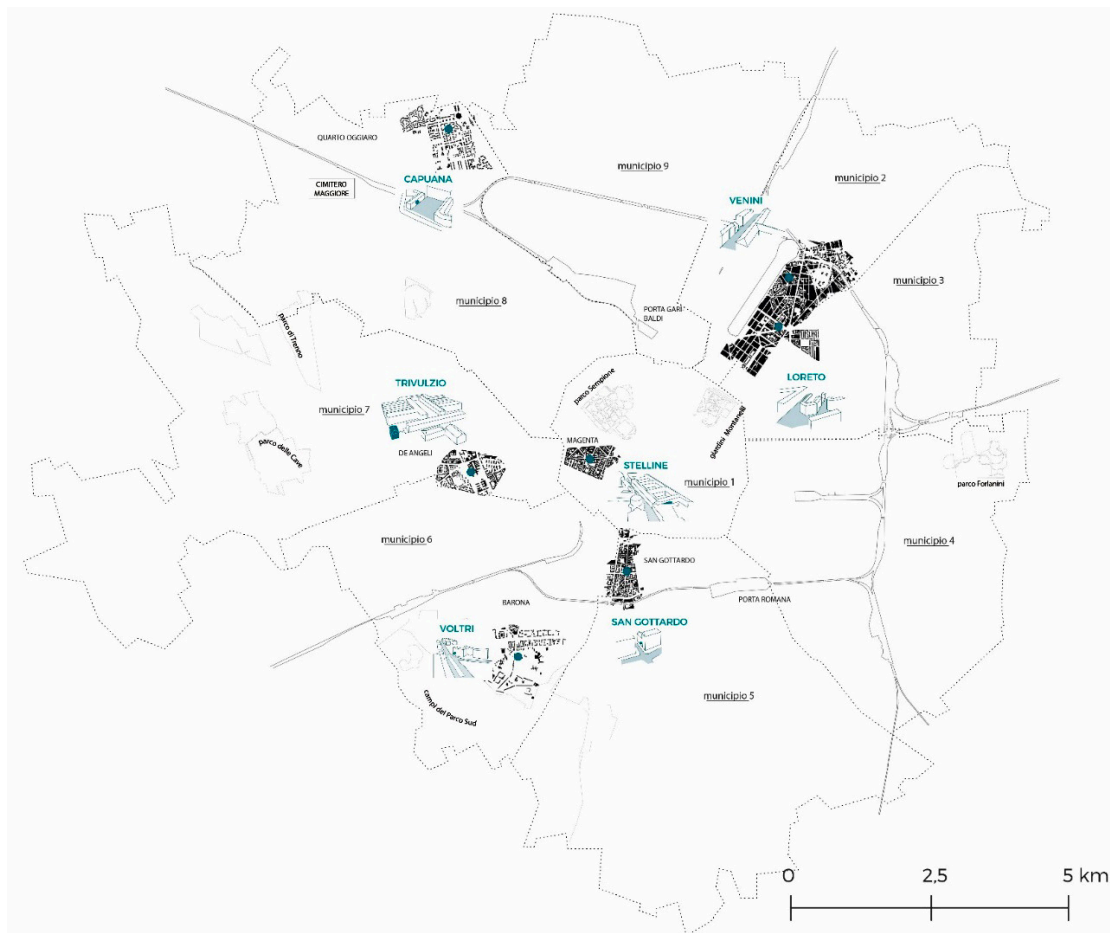 QUARTO OGGIARO
CIMITERO
MAGGIORE
CAPUANA
municipio 9
municipio 2
VENINI
municipio 3
municipio 8
PORTA GARI
BALDI
parco di Trenno
TRIVULZIO
municipio 7
parco Sempione
LORETO
giardini Montanelli
parco delle Cave
DE ANGELI
MAGENTA
STELLINE
municipio 1
parco Forlanini
municipio 6
municipio 4
SAN GOTTARDO
BARONA
PORTA ROMANA
VOLTRI
SAN GOTTARDO
campi del Parco Sud
municipio 5
0 2,5 5 km